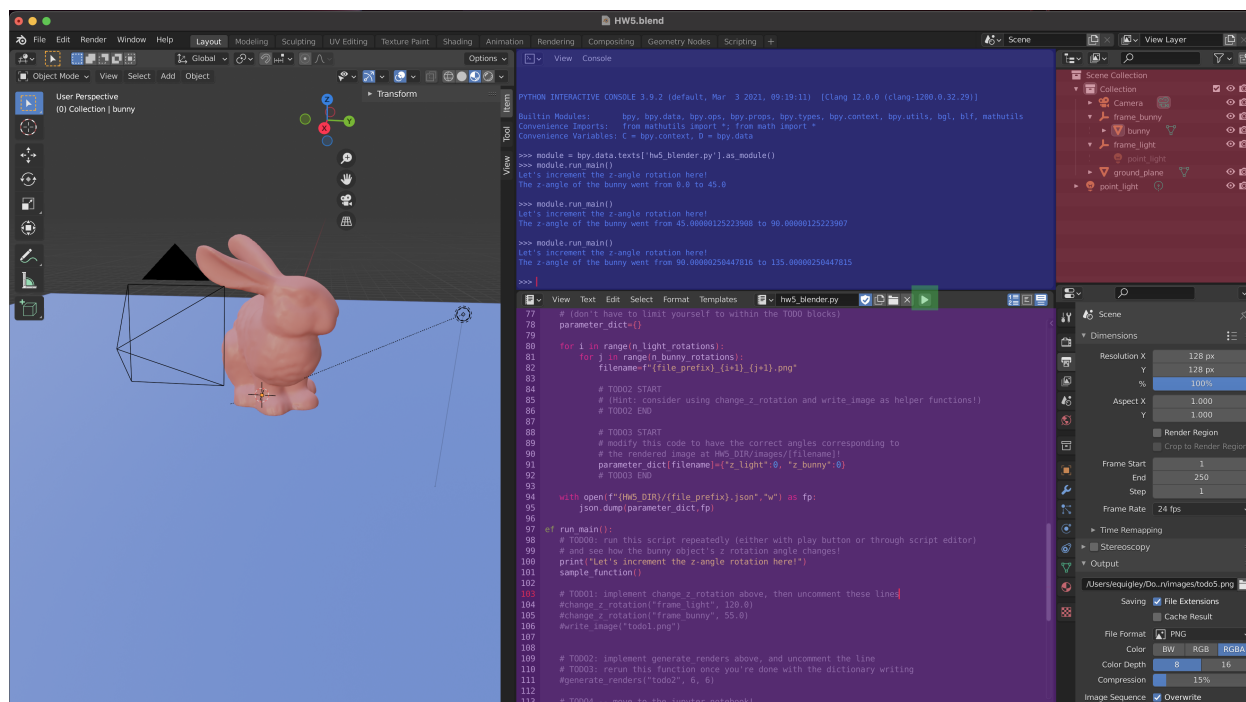 HW5.blend
File Edit Render Window Help Layout Modeling Sculpting UV Editing Texture Paint Shading Animation Rendering Compositing Geometry Nodes Scripting + Scene View Layer
Global Options
Object Mode View Select Add Object
User Perspective
(0) Collection | bunny
Transform
Item
Tool
View
Z
Y
X
View Console
PYTHON INTERACTIVE CONSOLE 3.9.2 (default, Mar 3 2021, 09:19:11) [Clang 12.0.0 (clang-1200.0.32.29)]
Builtin Modules: bpy, bpy.data, bpy.ops, bpy.props, bpy.types, bpy.context, bpy.utils, bgl, blf, mathutils
Convenience Imports: from mathutils import *; from math import *
Convenience Variables: C = bpy.context, D = bpy.data
>>> module = bpy.data.texts['hw5_blender.py'].as_module()
>>> module.run_main()
Let's increment the z-angle rotation here!
The z-angle of the bunny went from 0.0 to 45.0
>>> module.run_main()
Let's increment the z-angle rotation here!
The z-angle of the bunny went from 45.00000125223908 to 90.00000125223907
>>> module.run_main()
Let's increment the z-angle rotation here!
The z-angle of the bunny went from 90.00000250447816 to 135.00000250447815
>>>
View Text Edit Select Format Templates hw5_blender.py
77 # (don't have to limit yourself to within the TODO blocks)
78 parameter_dict={}
79
80 for i in range(n_light_rotations):
81 for j in range(n_bunny_rotations):
82 filename=f"{file_prefix}_{i+1}_{j+1}.png"
83
84 # TODO2 START
85 # (Hint: consider using change_z_rotation and write_image as helper functions!)
86 # TODO2 END
87
88 # TODO3 START
89 # modify this code to have the correct angles corresponding to
90 # the rendered image at HW5_DIR/images/[filename]!
91 parameter_dict[filename]={"z_light":0, "z_bunny":0}
92 # TODO3 END
93
94 with open(f"{HW5_DIR}/{file_prefix}.json","w") as fp:
95 json.dump(parameter_dict,fp)
96
97 ef run_main():
98 # TODO0: run this script repeatedly (either with play button or through script editor)
99 # and see how the bunny object's z rotation angle changes!
100 print("Let's increment the z-angle rotation here!")
101 sample_function()
102
103 # TODO1: implement change_z_rotation above, then uncomment these lines
104 #change_z_rotation("frame_light", 120.0)
105 #change_z_rotation("frame_bunny", 55.0)
106 #write_image("todo1.png")
107
108
109 # TODO2: implement generate_renders above, and uncomment the line
110 # TODO3: rerun this function once you're done with the dictionary writing
111 #generate_renders("todo2", 6, 6)
112
Scene Collection
Collection
Camera
frame_bunny
bunny
frame_light
point_light
ground_plane
point_light
Scene
Dimensions
Resolution X 128 px
Y 128 px
% 100%
Aspect X 1.000
Y 1.000
Render Region
Crop to Render Region
Frame Start 1
End 250
Step 1
Frame Rate 24 fps
Time Remapping
Stereoscopy
Output
/Users/equigley/Do...n/images/todo5.png
Saving File Extensions
Cache Result
File Format PNG
Color BW RGB RGBA
Color Depth 8 16
Compression 15%
Image Sequence Overwrite